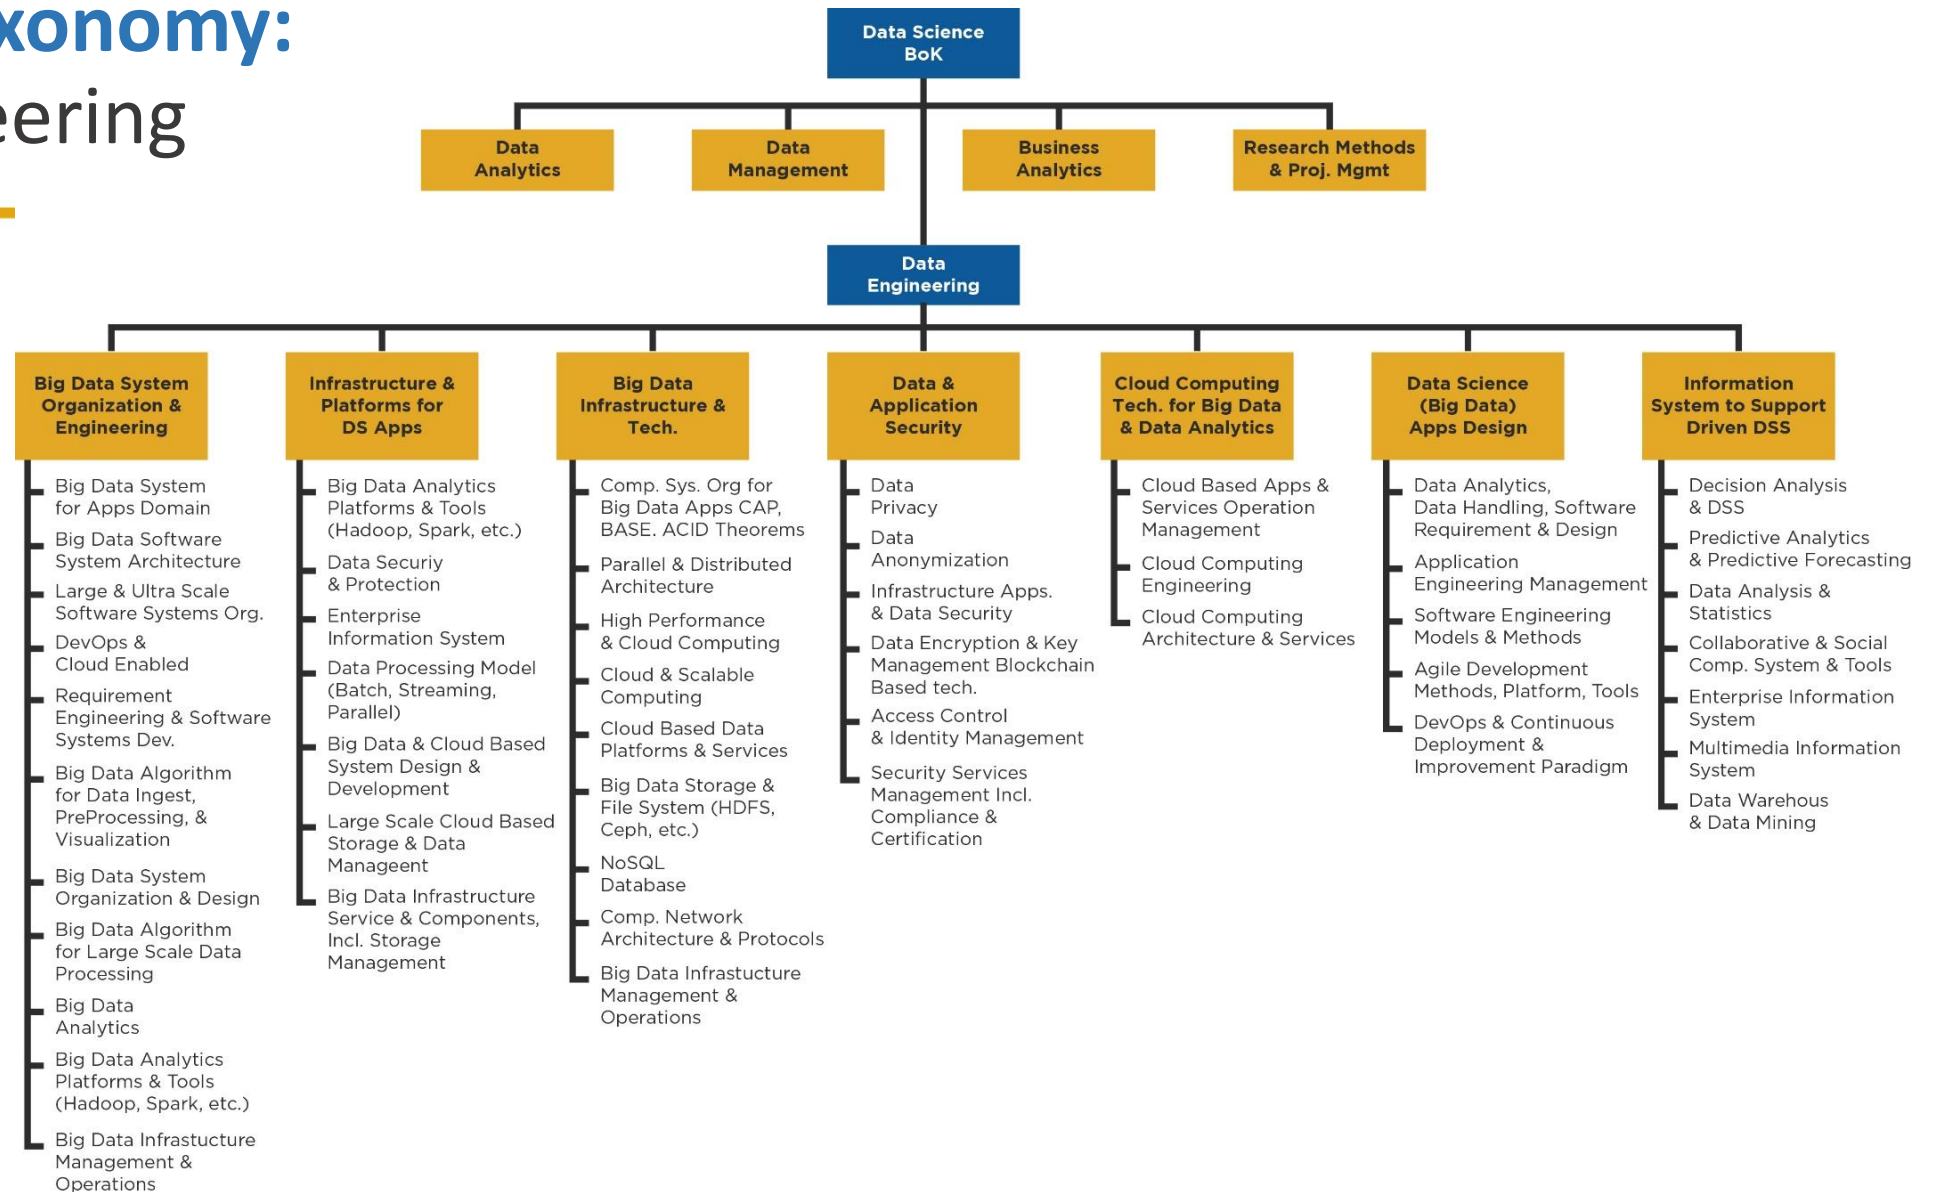 xonomy:
eering
Data Science
BoK
Data
Analytics
Data
Management
Business
Analytics
Research Methods
& Proj. Mgmt
Data
Engineering
Big Data System
Organization &
Engineering
Big Data System
for Apps Domain
Big Data Software
System Architecture
Large & Ultra Scale
Software Systems Org.
DevOps &
Cloud Enabled
Requirement
Engineering & Software
Systems Dev.
Big Data Algorithm
for Data Ingest,
PreProcessing, &
Visualization
Big Data System
Organization & Design
Big Data Algorithm
for Large Scale Data
Processing
Big Data
Analytics
Big Data Analytics
Platforms & Tools
(Hadoop, Spark, etc.)
Big Data Infrastucture
Management &
Operations
Infrastructure &
Platforms for
DS Apps
Big Data Analytics
Platforms & Tools
(Hadoop, Spark, etc.)
Data Securiy
& Protection
Enterprise
Information System
Data Processing Model
(Batch, Streaming,
Parallel)
Big Data & Cloud Based
System Design &
Development
Large Scale Cloud Based
Storage & Data
Manageent
Big Data Infrastructure
Service & Components,
Incl. Storage
Management
Big Data
Infrastructure &
Tech.
Comp. Sys. Org for
Big Data Apps CAP,
BASE. ACID Theorems
Parallel & Distributed
Architecture
High Performance
& Cloud Computing
Cloud & Scalable
Computing
Cloud Based Data
Platforms & Services
Big Data Storage &
File System (HDFS,
Ceph, etc.)
NoSQL
Database
Comp. Network
Architecture & Protocols
Big Data Infrastucture
Management &
Operations
Data &
Application
Security
Data
Privacy
Data
Anonymization
Infrastructure Apps.
& Data Security
Data Encryption & Key
Management Blockchain
Based tech.
Access Control
& Identity Management
Security Services
Management Incl.
Compliance &
Certification
Cloud Computing
Tech. for Big Data
& Data Analytics
Cloud Based Apps &
Services Operation
Management
Cloud Computing
Engineering
Cloud Computing
Architecture & Services
Data Science
(Big Data)
Apps Design
Data Analytics,
Data Handling, Software
Requirement & Design
Application
Engineering Management
Software Engineering
Models & Methods
Agile Development
Methods, Platform, Tools
DevOps & Continuous
Deployment &
Improvement Paradigm
Information
System to Support
Driven DSS
Decision Analysis
& DSS
Predictive Analytics
& Predictive Forecasting
Data Analysis &
Statistics
Collaborative & Social
Comp. System & Tools
Enterprise Information
System
Multimedia Information
System
Data Warehous
& Data Mining